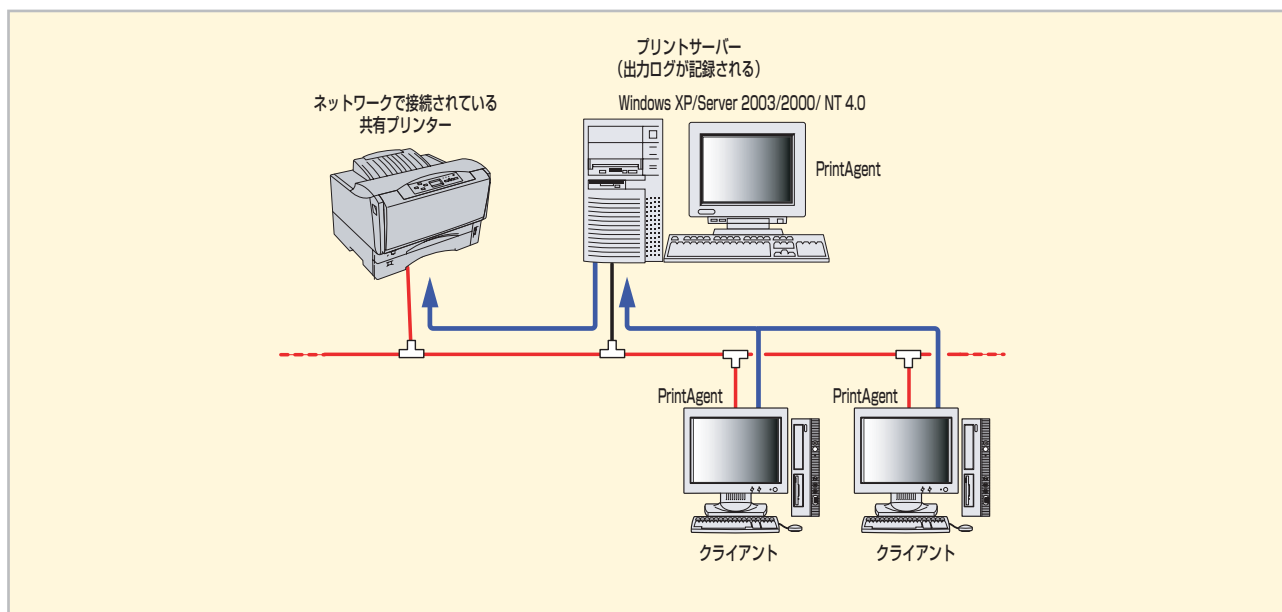 プリントサーバー
（出力ログが記録される）
ネットワークで接続されている
共有プリンター
Windows XP/Server 2003/2000/ NT 4.0
PrintAgent
PrintAgent
PrintAgent
クライアント
クライアント